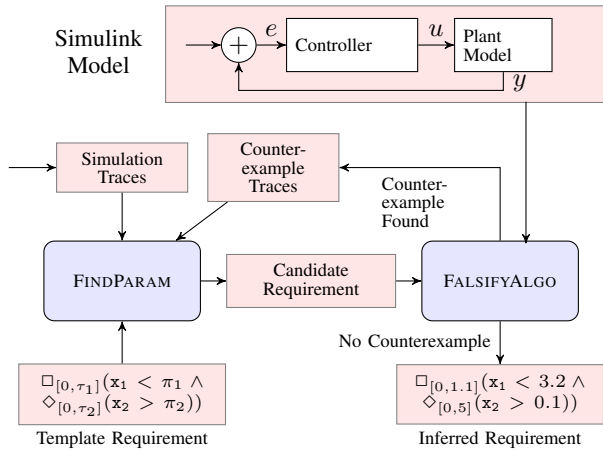 Simulink
Model
+
e
Controller
u
Plant
Model
y
Simulation
Traces
Counter-
example
Traces
Counter-
example
Found
FINDPARAM
Candidate
Requirement
FALSIFYALGO
No Counterexample
□[0,τ1](x1 < π1 ∧
◇[0,τ2](x2 > π2))
Template Requirement
□[0,1.1](x1 < 3.2 ∧
◇[0,5](x2 > 0.1))
Inferred Requirement